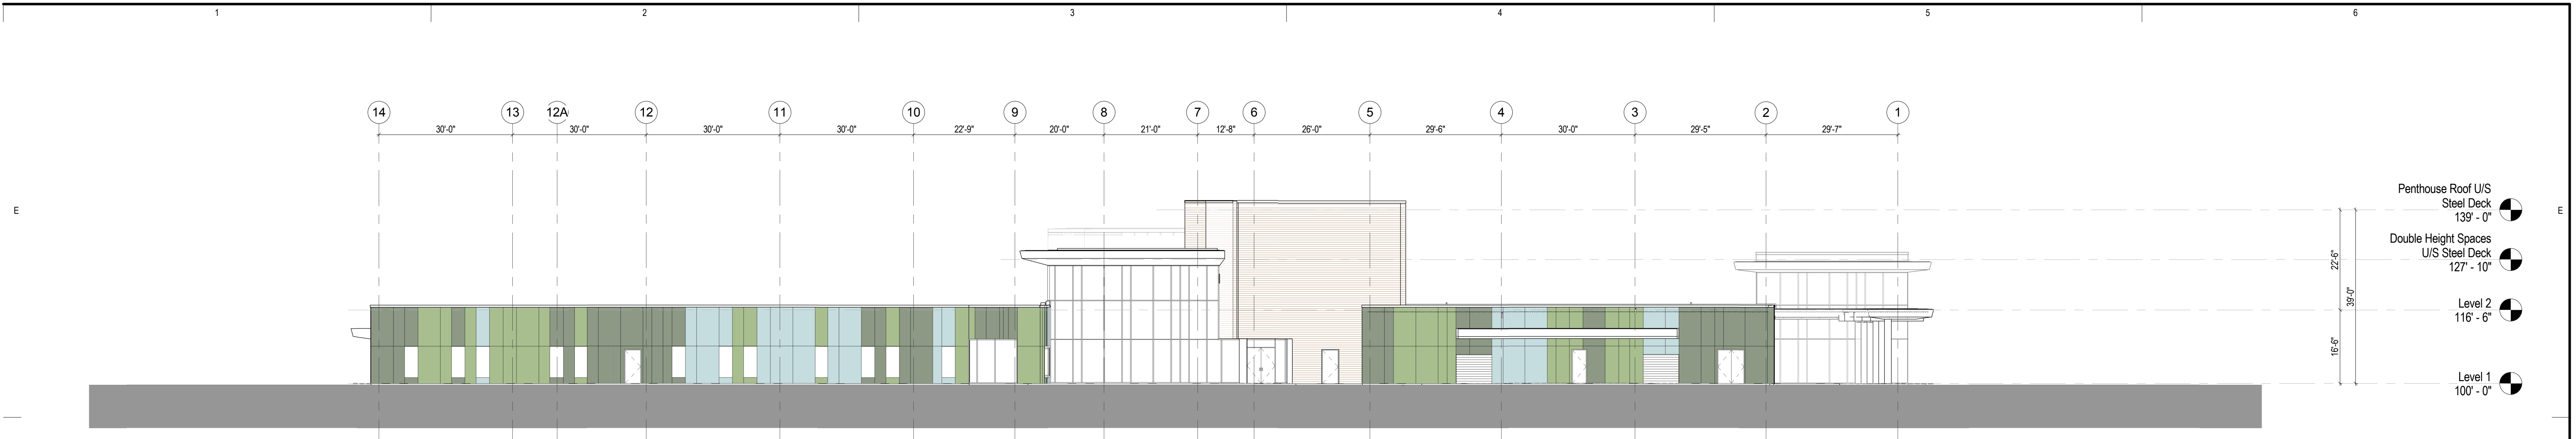 1 2 3 4 5 6
14 13 12A 12 11 10 9 8 7 6 5 4 3 2 1
30'-0" 30'-0" 30'-0" 30'-0" 22'-9" 20'-0" 21'-0" 12'-8" 26'-0" 29'-6" 30'-0" 29'-5" 29'-7"
E E
Penthouse Roof U/S
Steel Deck
139' - 0"
Double Height Spaces
U/S Steel Deck
127' - 10"
22'-6"
39'-0"
Level 2
116' - 6"
16'-6"
Level 1
100' - 0"